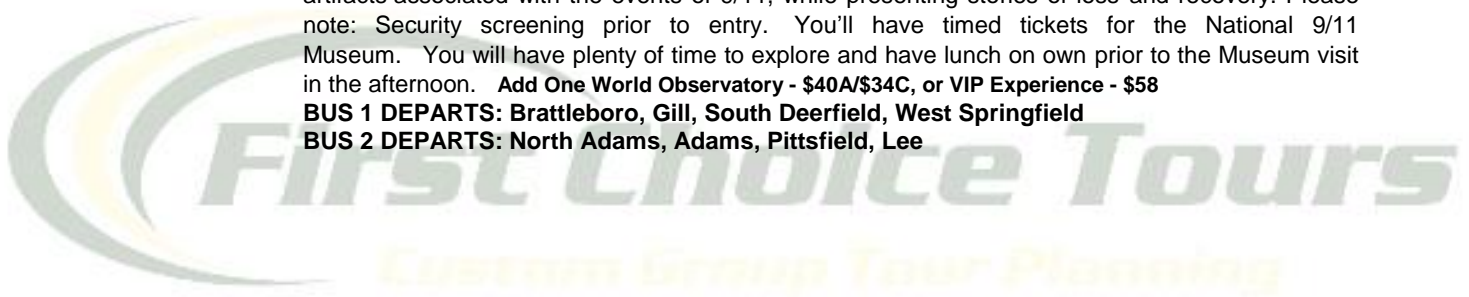 artifacts associated with the events of 9/11, while presenting stories of loss and recovery. Please
note: Security screening prior to entry. You’ll have timed tickets for the National 9/11
Museum. You will have plenty of time to explore and have lunch on own prior to the Museum visit
in the afternoon. Add One World Observatory - $40A/$34C, or VIP Experience - $58
BUS 1 DEPARTS: Brattleboro, Gill, South Deerfield, West Springfield
BUS 2 DEPARTS: North Adams, Adams, Pittsfield, Lee
First Choice Tours
Custom Group Tour Planning